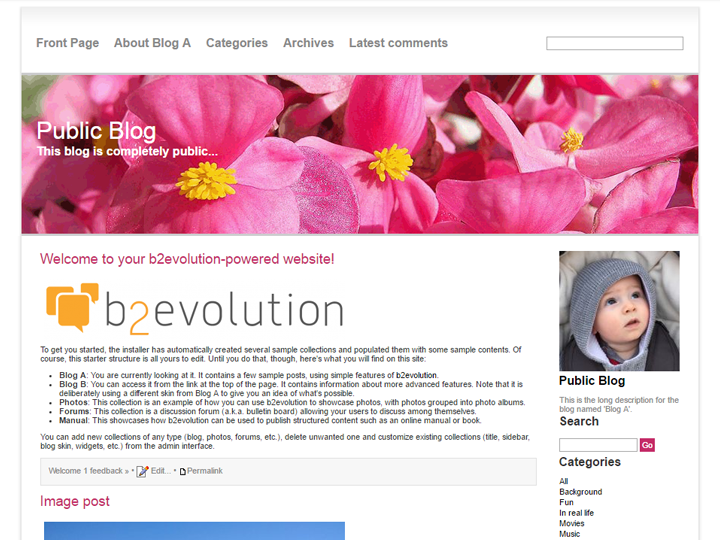 Front Page About Blog A Categories Archives Latest comments
Public Blog
This blog is completely public...
Welcome to your b2evolution-powered website!
b2evolution
To get you started, the installer has automatically created several sample collections and populated them with some sample contents. Of
course, this starter structure is all yours to edit. Until you do that, though, here's what you will find on this site:
• Blog A: You are currently looking at it. It contains a few sample posts, using simple features of b2evolution.
• Blog B: You can access it from the link at the top of the page. It contains information about more advanced features. Note that it is
deliberately using a different skin from Blog A to give you an idea of what's possible.
• Photos: This collection is an example of how you can use b2evolution to showcase photos, with photos grouped into photo albums.
• Forums: This collection is a discussion forum (a.k.a. bulletin board) allowing your users to discuss among themselves.
• Manual: This showcases how b2evolution can be used to publish structured content such as an online manual or book.
You can add new collections of any type (blog, photos, forums, etc.), delete unwanted one and customize existing collections (title, sidebar,
blog skin, widgets, etc.) from the admin interface.
Welcome 1 feedback » • Edit... • Permalink
Image post
Public Blog
This is the long description for the
blog named 'Blog A'.
Search
Go
Categories
All
Background
Fun
In real life
Movies
Music